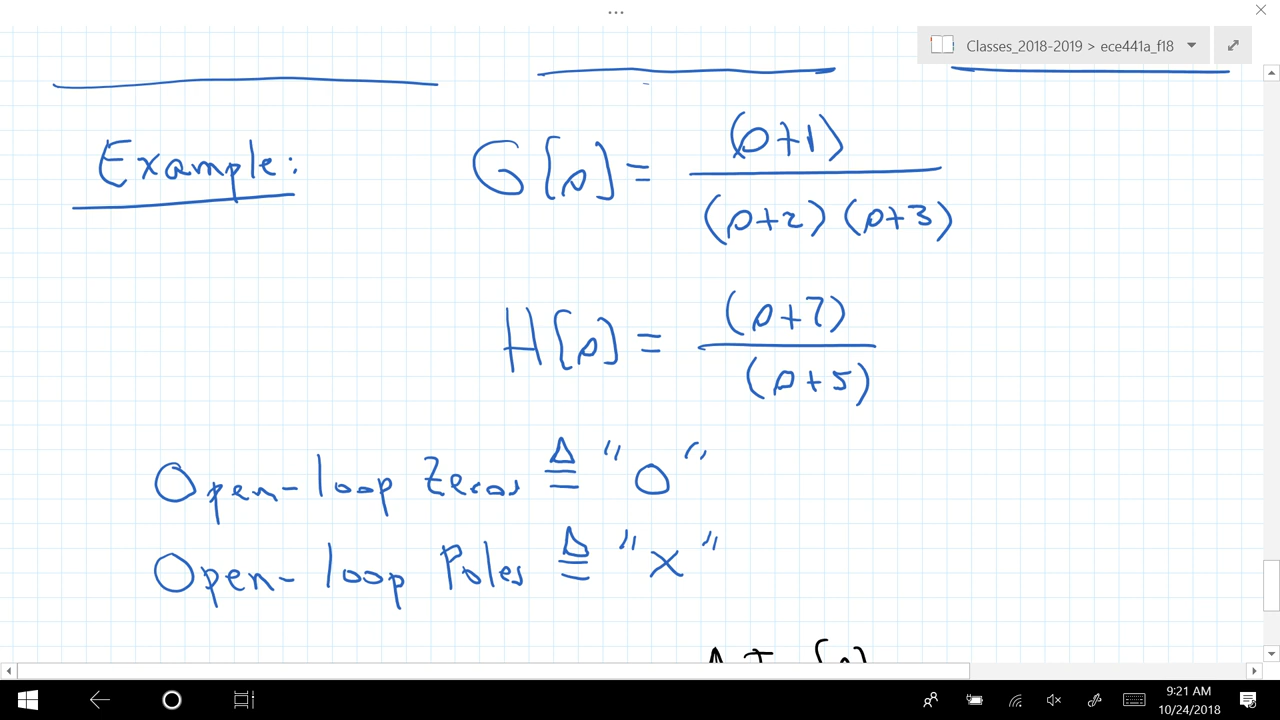 Classes_2018-2019 > ece441a_f18
Example: G[s] = (s+1) / (s+2)(s+3)
H[s] = (s+7) / (s+5)
Open-loop Zeros ≜ "O"
Open-loop Poles ≜ "x"
9:21 AM
10/24/2018